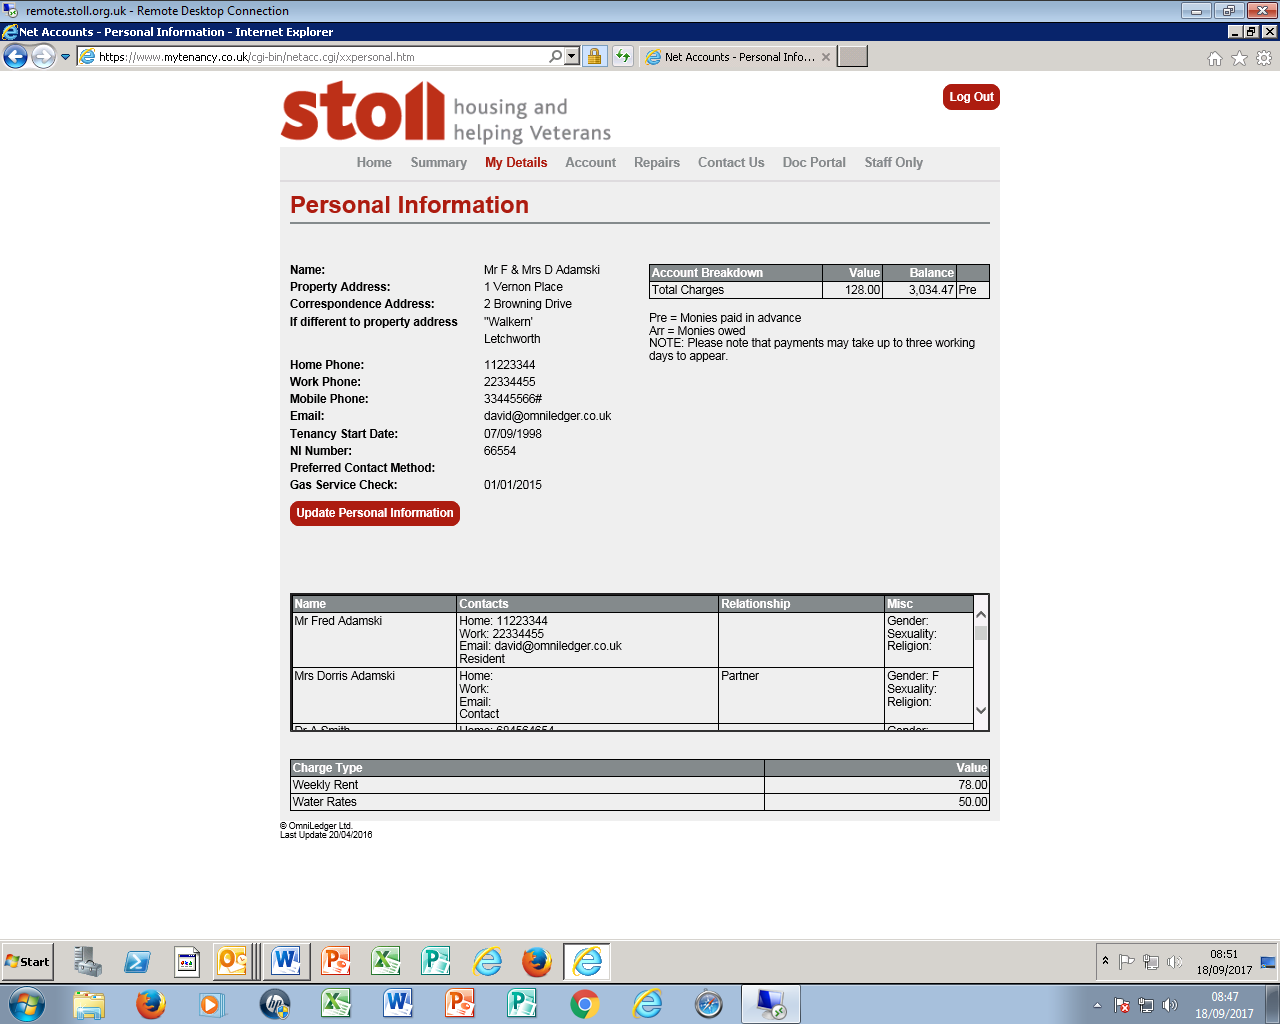 remote.stoll.org.uk - Remote Desktop Connection
Net Accounts - Personal Information - Internet Explorer
https://www.mytenancy.co.uk/cgi-bin/netacc.cgi/xxpersonal.htm
Net Accounts - Personal Info...
stoll housing and helping Veterans
Log Out
Home Summary My Details Account Repairs Contact Us Doc Portal Staff Only
Personal Information
Name: Mr F & Mrs D Adamski
Property Address: 1 Vernon Place
Correspondence Address: 2 Browning Drive
If different to property address "Walkern'
Letchworth
Home Phone: 11223344
Work Phone: 22334455
Mobile Phone: 33445566#
Email: david@omniledger.co.uk
Tenancy Start Date: 07/09/1998
NI Number: 66554
Preferred Contact Method:
Gas Service Check: 01/01/2015
Update Personal Information
Account Breakdown Value Balance
Total Charges 128.00 3,034.47 Pre
Pre = Monies paid in advance
Arr = Monies owed
NOTE: Please note that payments may take up to three working
days to appear.
Name Contacts Relationship Misc
Mr Fred Adamski Home: 11223344 Gender:
Work: 22334455 Sexuality:
Email: david@omniledger.co.uk Religion:
Resident
Mrs Dorris Adamski Home: Partner Gender: F
Work: Sexuality:
Email: Religion:
Contact
Dr A Smith Home: 684564654 Gender:
Charge Type Value
Weekly Rent 78.00
Water Rates 50.00
© OmniLedger Ltd.
Last Update 20/04/2016
Start
08:51
18/09/2017
08:47
18/09/2017